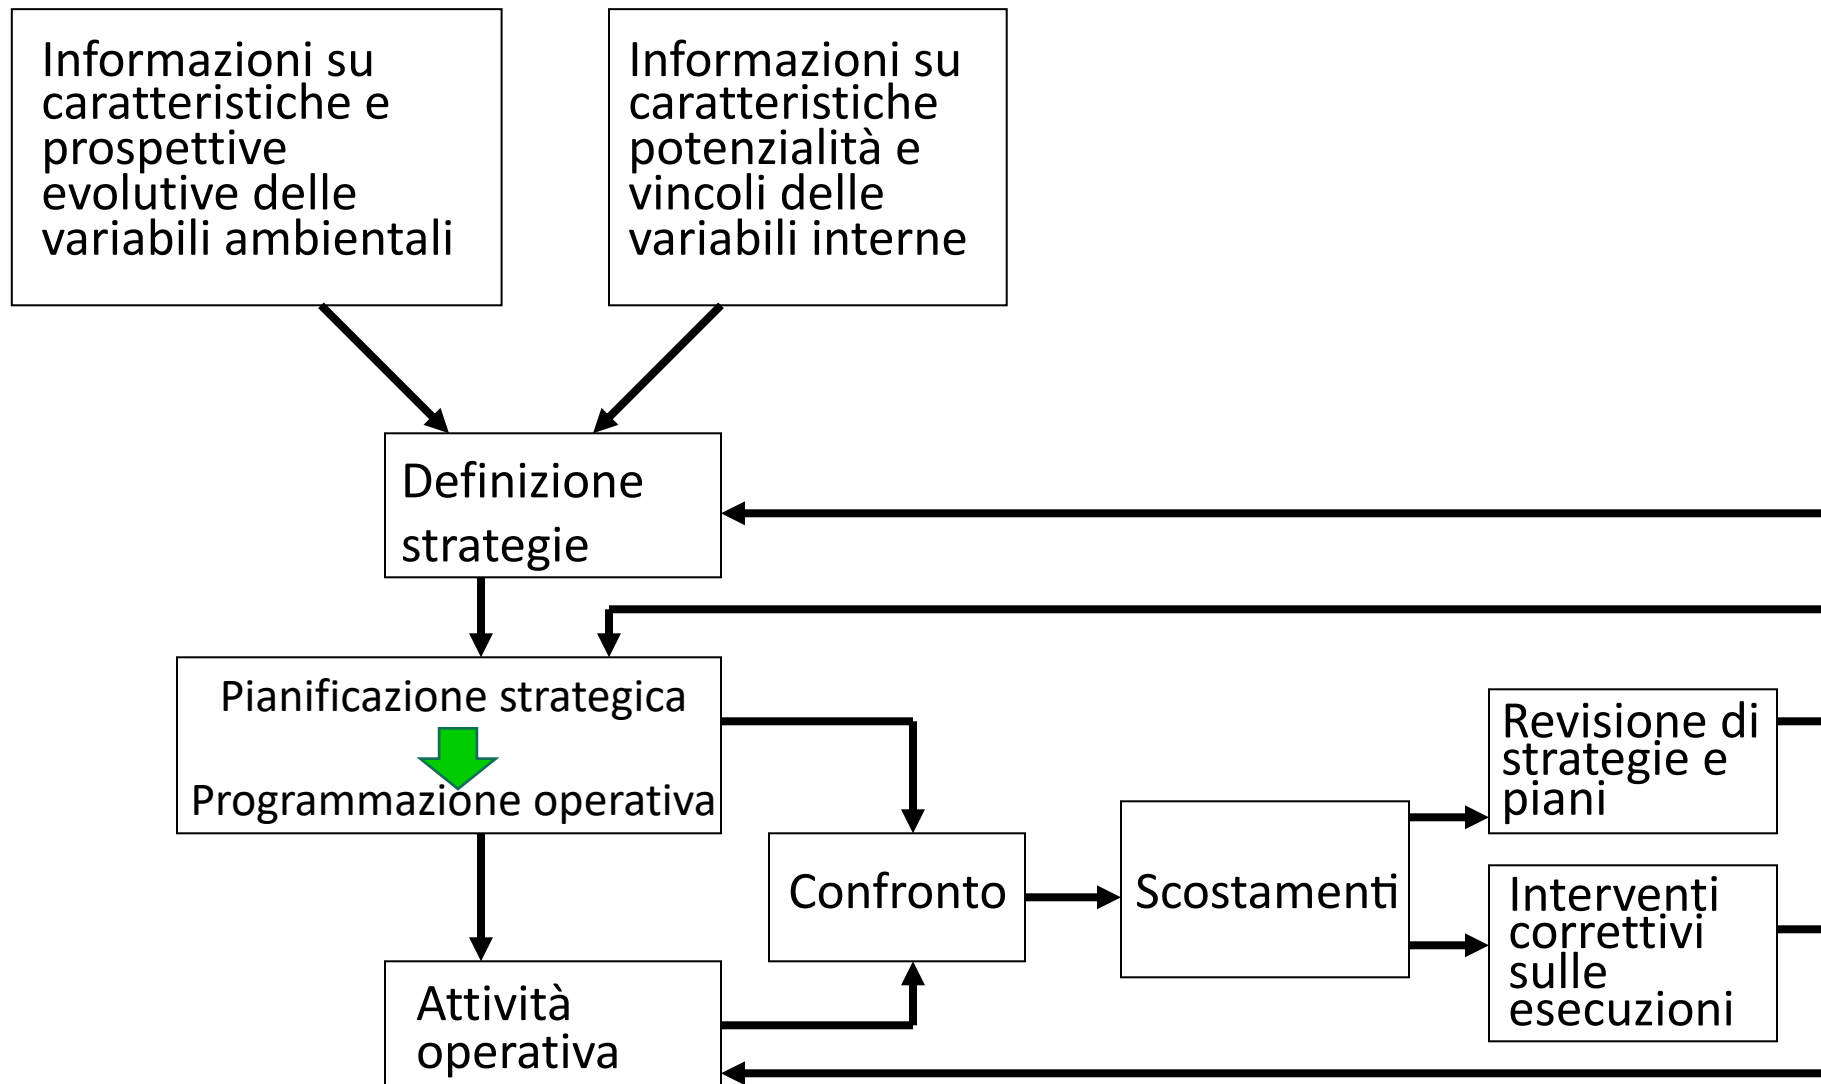 Informazioni su
caratteristiche e
prospettive
evolutive delle
variabili ambientali
Informazioni su
caratteristiche
potenzialità e
vincoli delle
variabili interne
Definizione
strategie
Pianificazione strategica
Programmazione operativa
Confronto
Scostamenti
Revisione di
strategie e
piani
Interventi
correttivi
sulle
esecuzioni
Attività
operativa